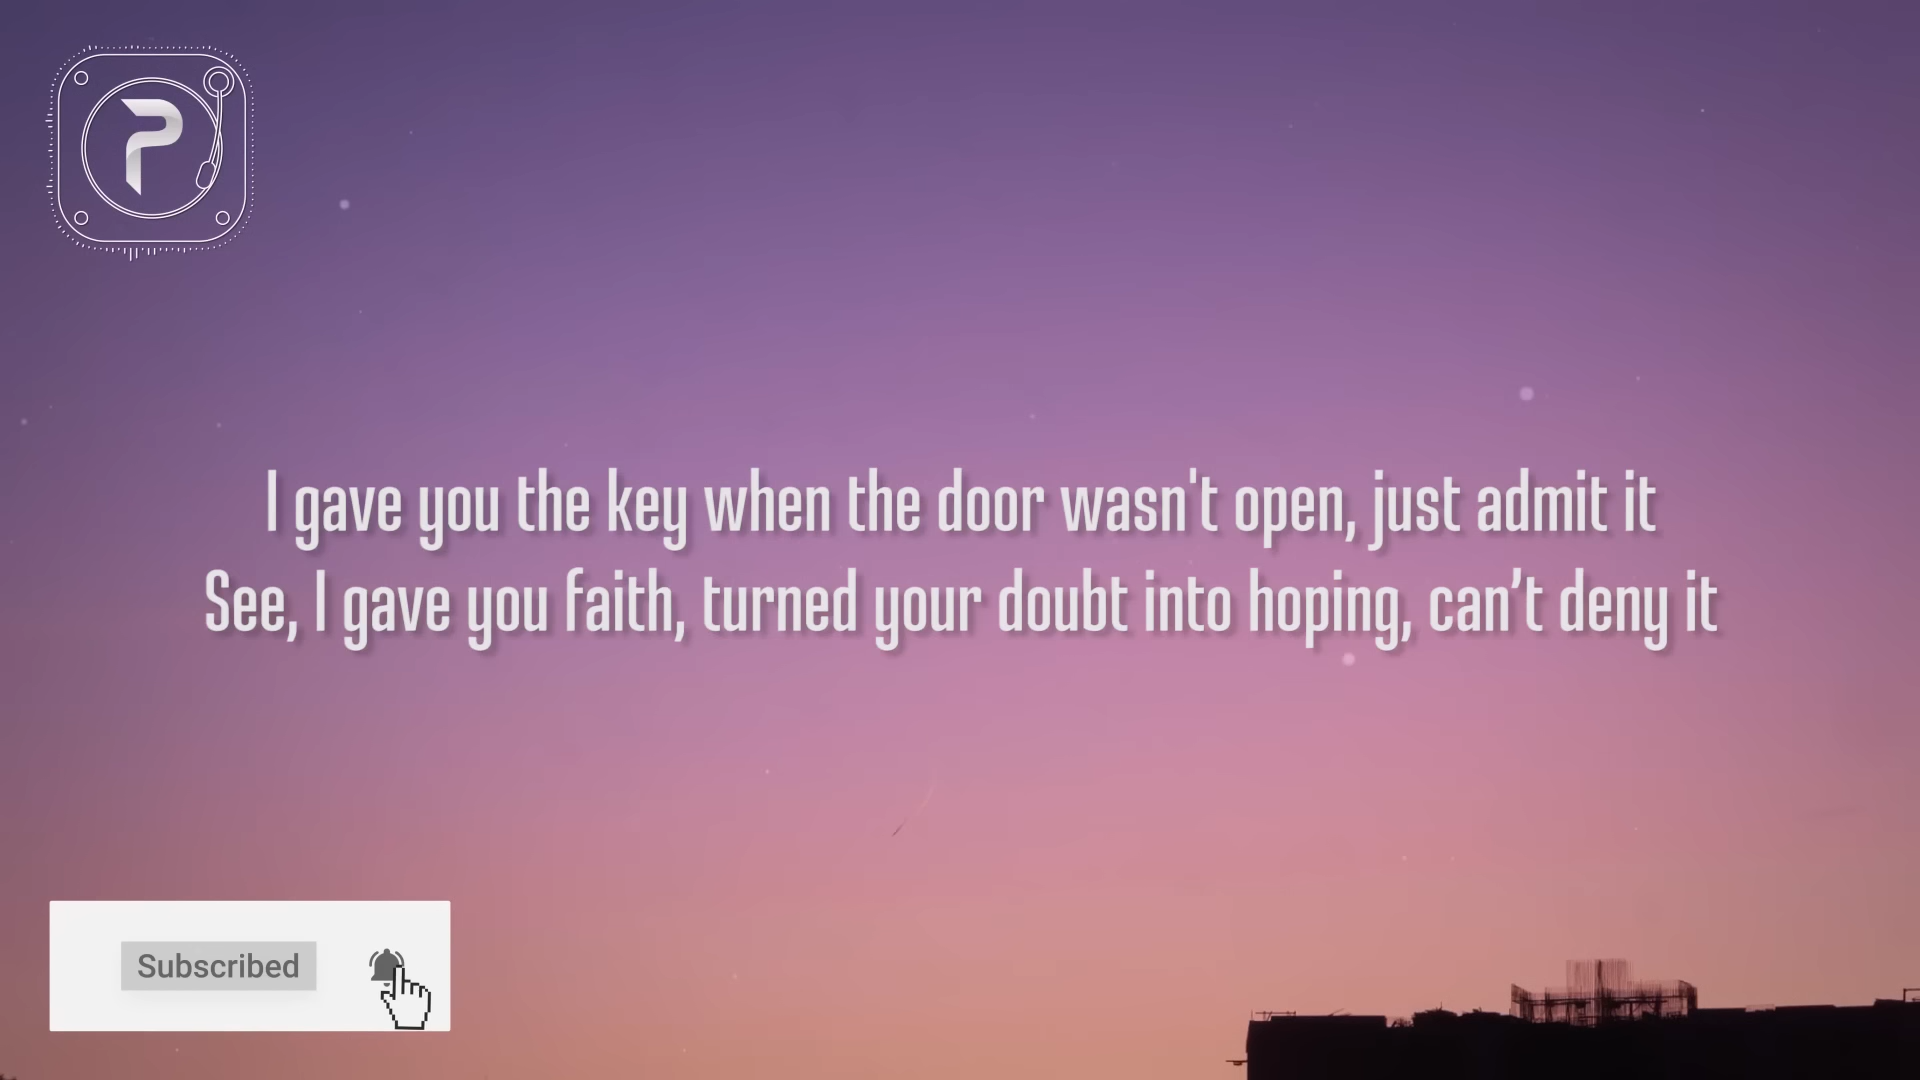 P
I gave you the key when the door wasn't open, just admit it
See, I gave you faith, turned your doubt into hoping, can’t deny it
Subscribed